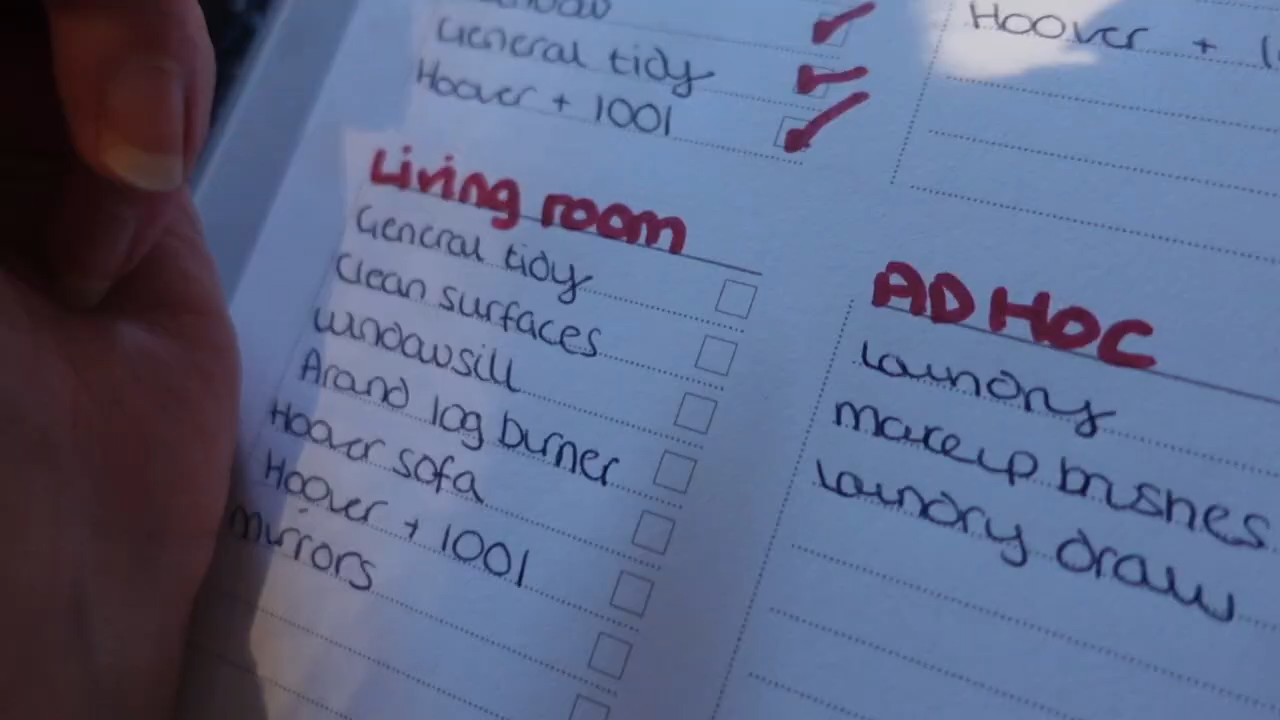 General tidy
Hoover + 1001
Living room
General tidy
Clean surfaces
Windowsill
Around log burner
Hoover sofa
Hoover + 1001
mirrors
Hoover +
AD HOC
Laundry
makeup brushes
Laundry draw